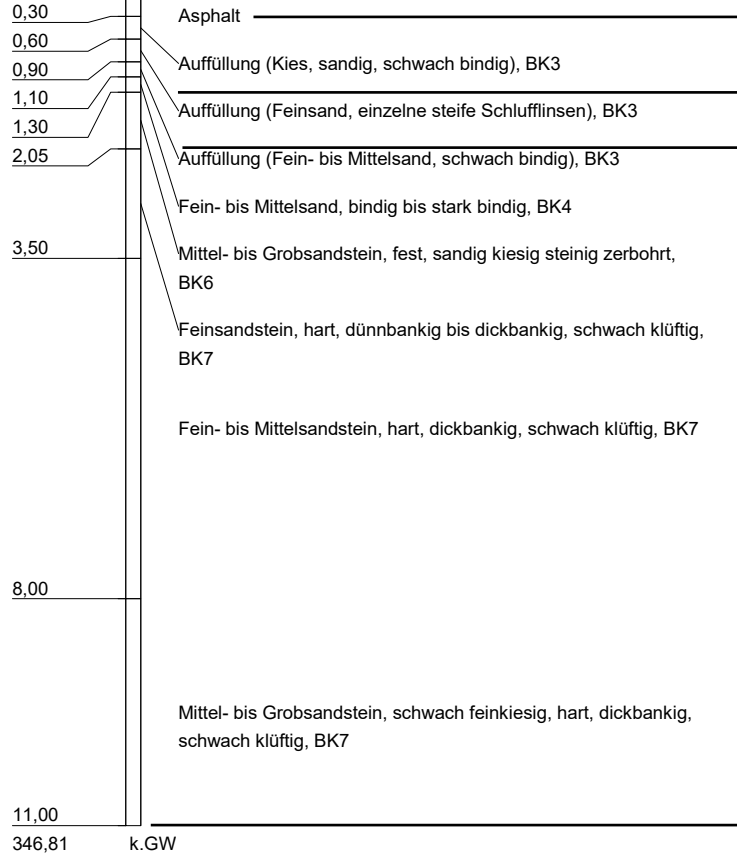 0,30
Asphalt
0,60
Auffüllung (Kies, sandig, schwach bindig), BK3
0,90
1,10
Auffüllung (Feinsand, einzelne steife Schlufflinsen), BK3
1,30
2,05
Auffüllung (Fein- bis Mittelsand, schwach bindig), BK3
Fein- bis Mittelsand, bindig bis stark bindig, BK4
3,50
Mittel- bis Grobsandstein, fest, sandig kiesig steinig zerbohrt,
BK6
Feinsandstein, hart, dünnbankig bis dickbankig, schwach klüftig,
BK7
Fein- bis Mittelsandstein, hart, dickbankig, schwach klüftig, BK7
8,00
Mittel- bis Grobsandstein, schwach feinkiesig, hart, dickbankig,
schwach klüftig, BK7
11,00
346,81 k.GW